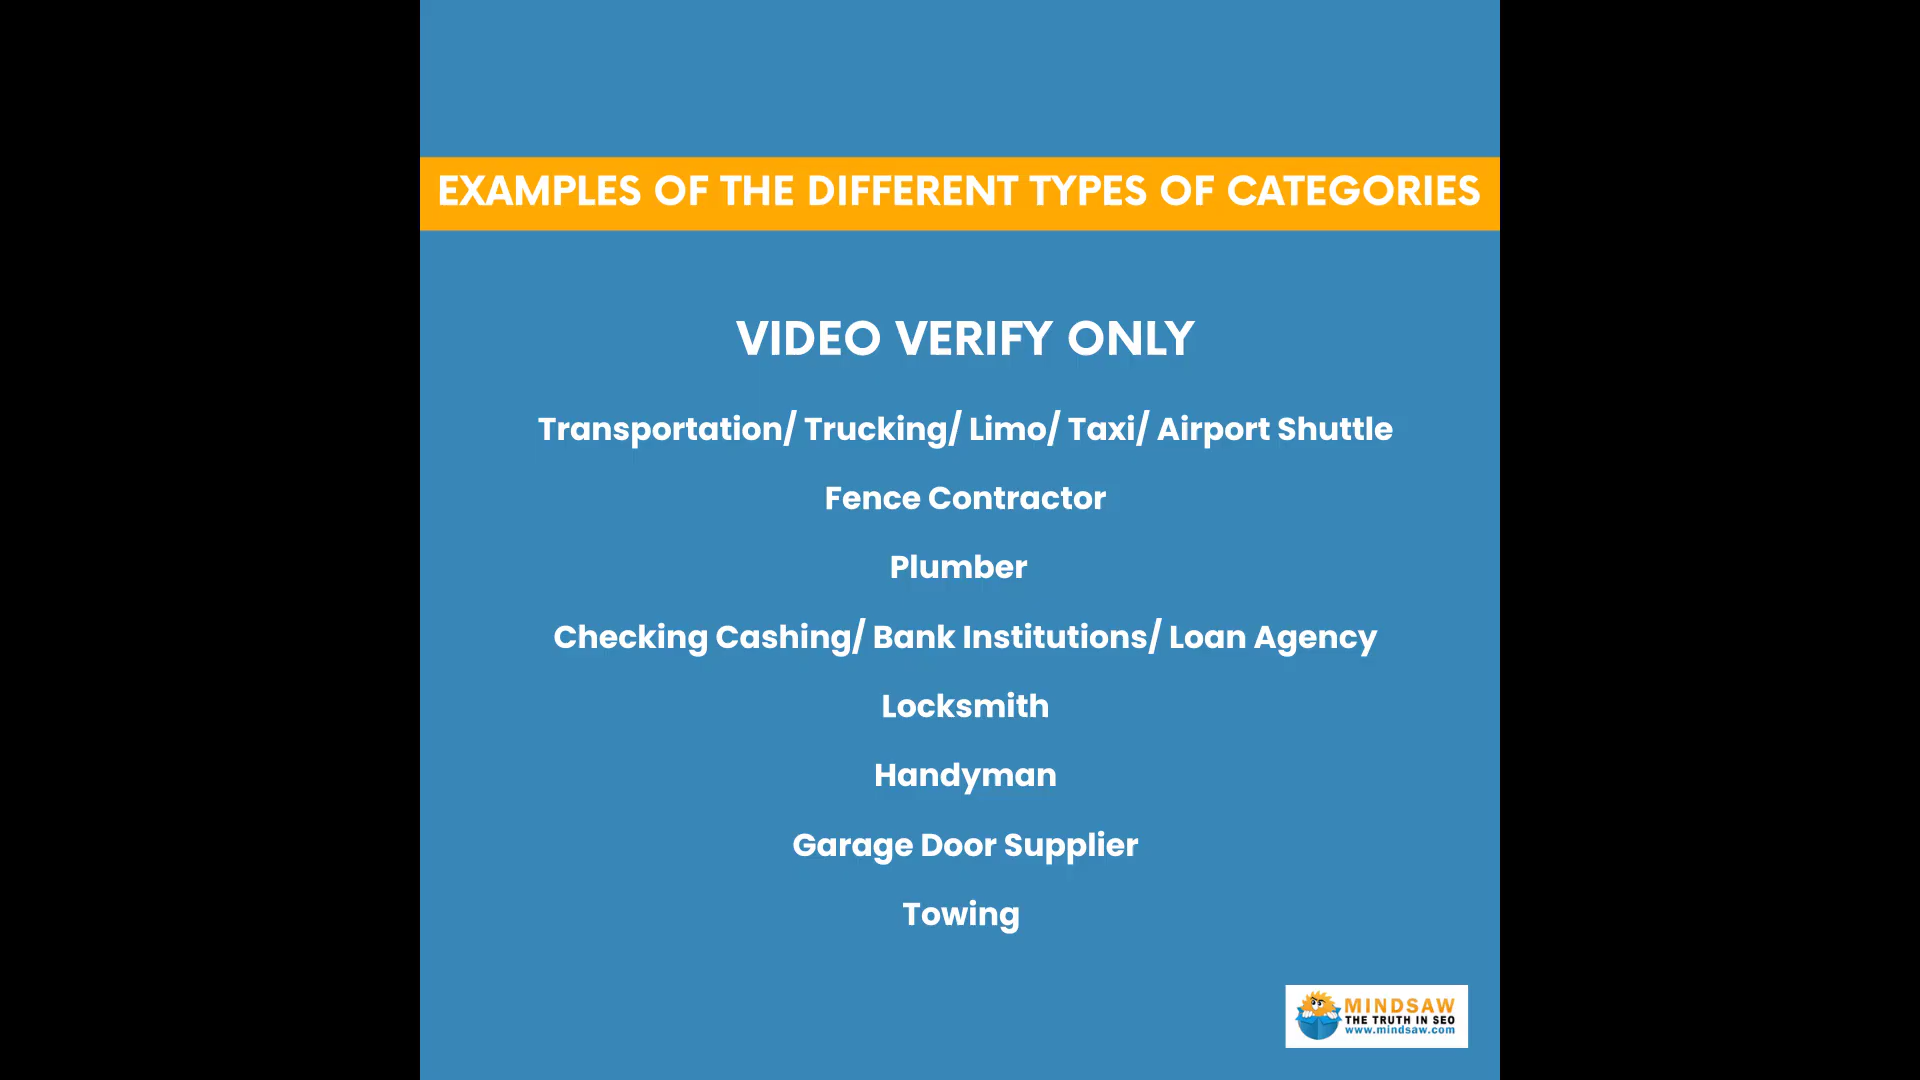 EXAMPLES OF THE DIFFERENT TYPES OF CATEGORIES
VIDEO VERIFY ONLY
Transportation/ Trucking/ Limo/ Taxi/ Airport Shuttle
Fence Contractor
Plumber
Checking Cashing/ Bank Institutions/ Loan Agency
Locksmith
Handyman
Garage Door Supplier
Towing
MINDSAW
THE TRUTH IN SEO
www.mindsaw.com